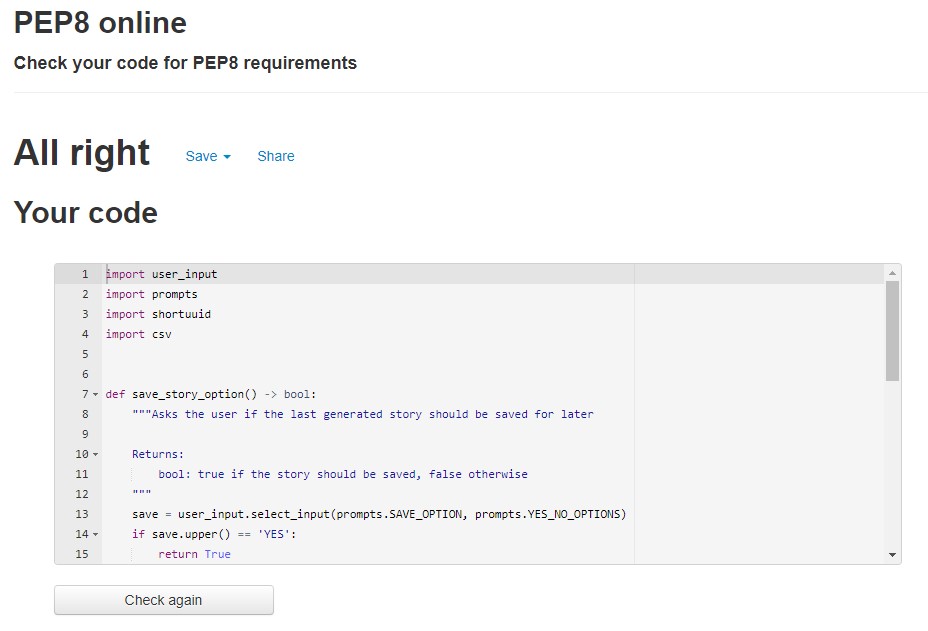 PEP8 online
Check your code for PEP8 requirements
All right Save Share
Your code
1 import user_input
2 import prompts
3 import shortuuid
4 import csv
5
6
7 def save_story_option() -> bool:
8 """Asks the user if the last generated story should be saved for later
9
10 Returns:
11 bool: true if the story should be saved, false otherwise
12 """
13 save = user_input.select_input(prompts.SAVE_OPTION, prompts.YES_NO_OPTIONS)
14 if save.upper() == 'YES':
15 return True
Check again